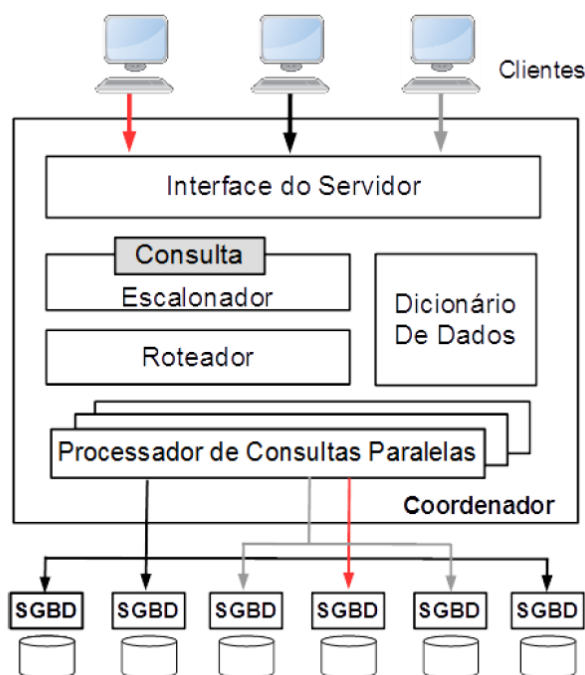 Clientes
Interface do Servidor
Consulta
Escalonador
Dicionário
De Dados
Roteador
Processador de Consultas Paralelas
Coordenador
SGBD SGBD SGBD SGBD SGBD SGBD